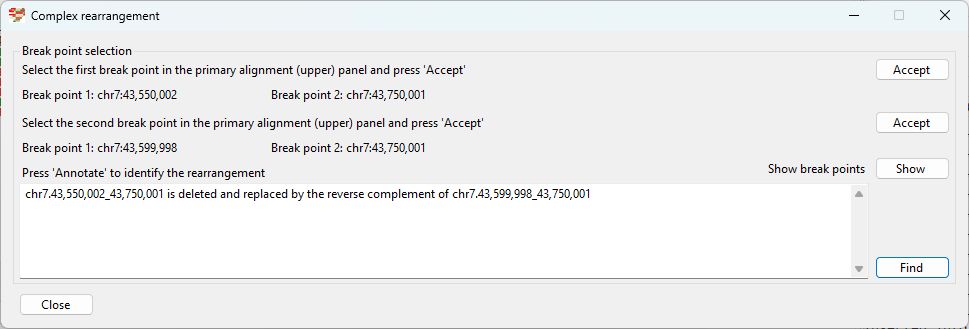 Complex rearrangement
Break point selection
Select the first break point in the primary alignment (upper) panel and press 'Accept'
Accept
Break point 1: chr7:43,550,002 Break point 2: chr7:43,750,001
Select the second break point in the primary alignment (upper) panel and press 'Accept'
Accept
Break point 1: chr7:43,599,998 Break point 2: chr7:43,750,001
Press 'Annotate' to identify the rearrangement
Show break points Show
chr7.43,550,002_43,750,001 is deleted and replaced by the reverse complement of chr7.43,599,998_43,750,001
Find
Close